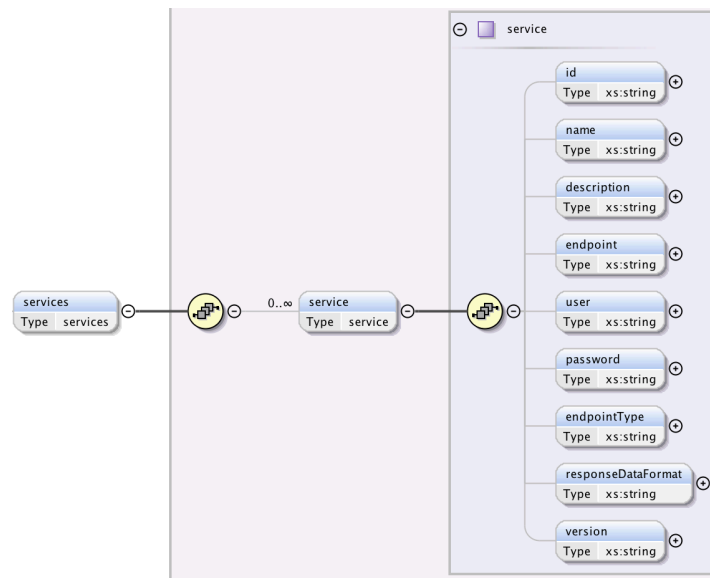 service
id
Type xs:string
name
Type xs:string
description
Type xs:string
endpoint
Type xs:string
services
Type services
0..∞
service
Type service
user
Type xs:string
password
Type xs:string
endpointType
Type xs:string
responseDataFormat
Type xs:string
version
Type xs:string